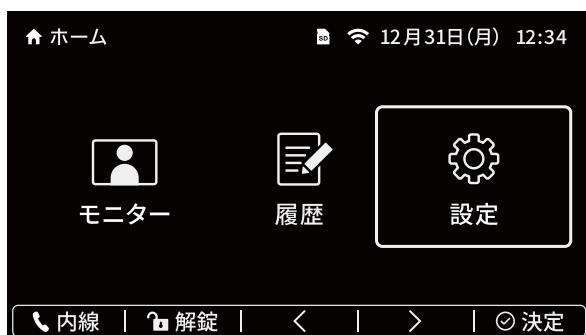 ホーム SD 12月31日(月) 12:34
モニター 履歴 設定
内線 | 解錠 | < | > | 決定